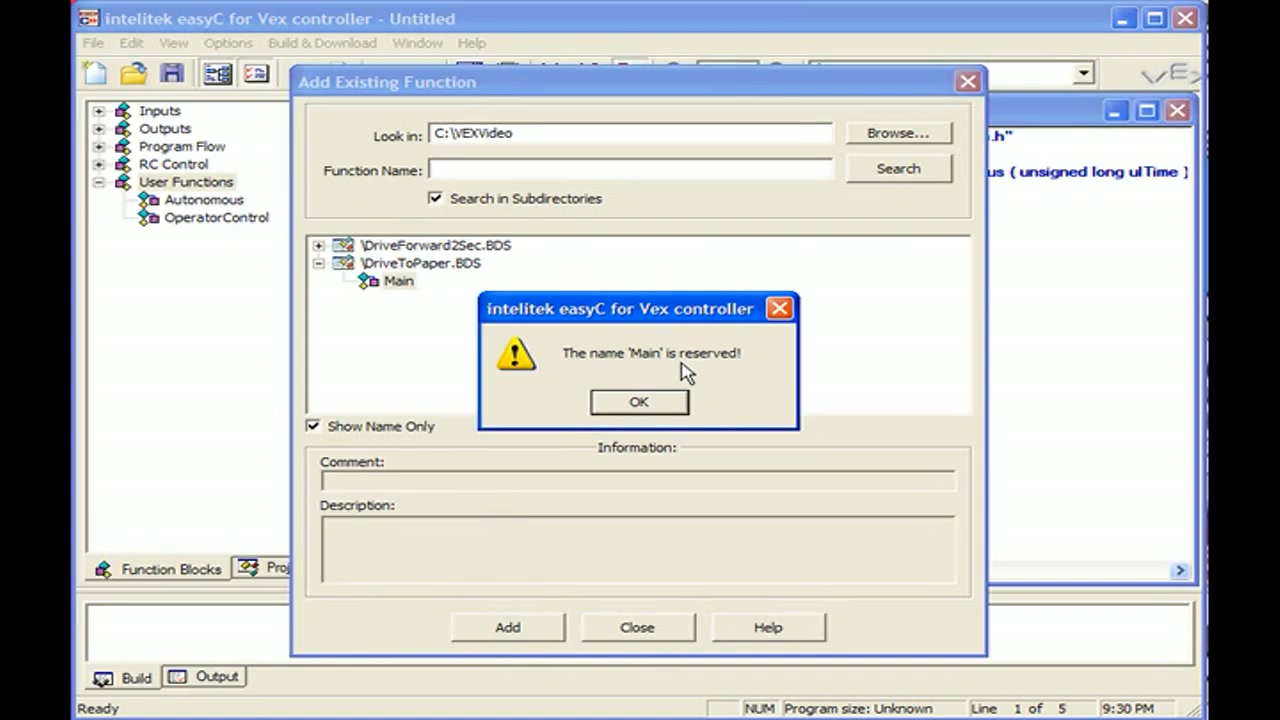 intelitek easyC for Vex controller - Untitled
File Edit View Options Build & Download Window Help
Add Existing Function
Inputs
Outputs
Program Flow
RC Control
User Functions
Autonomous
OperatorControl
Look in: C:\VEXVideo Browse...
Function Name: Search
Search in Subdirectories
.h"
us ( unsigned long ulTime )
\DriveForward2Sec.BDS
\DriveToPaper.BDS
Main
intelitek easyC for Vex controller
The name 'Main' is reserved!
OK
Show Name Only
Information:
Comment:
Description:
Add Close Help
Function Blocks
Build Output
Ready NUM Program size: Unknown Line 1 of 5 9:30 PM